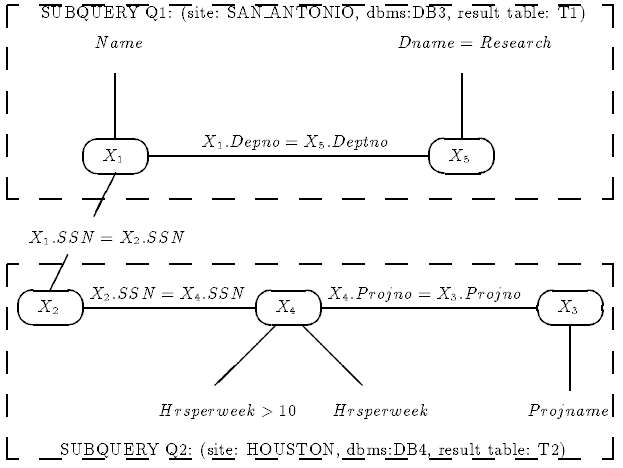 SUBQUERY Q1: (site: SAN_ANTONIO, dbms:DB3, result table: T1)
Name
Dname = Research
X₁.Depno = X₅.Deptno
X₁
X₅
X₁.SSN = X₂.SSN
X₂.SSN = X₄.SSN
X₄.Projno = X₃.Projno
X₂
X₄
X₃
Hrsperweek > 10
Hrsperweek
Projname
SUBQUERY Q2: (site: HOUSTON, dbms:DB4, result table: T2)